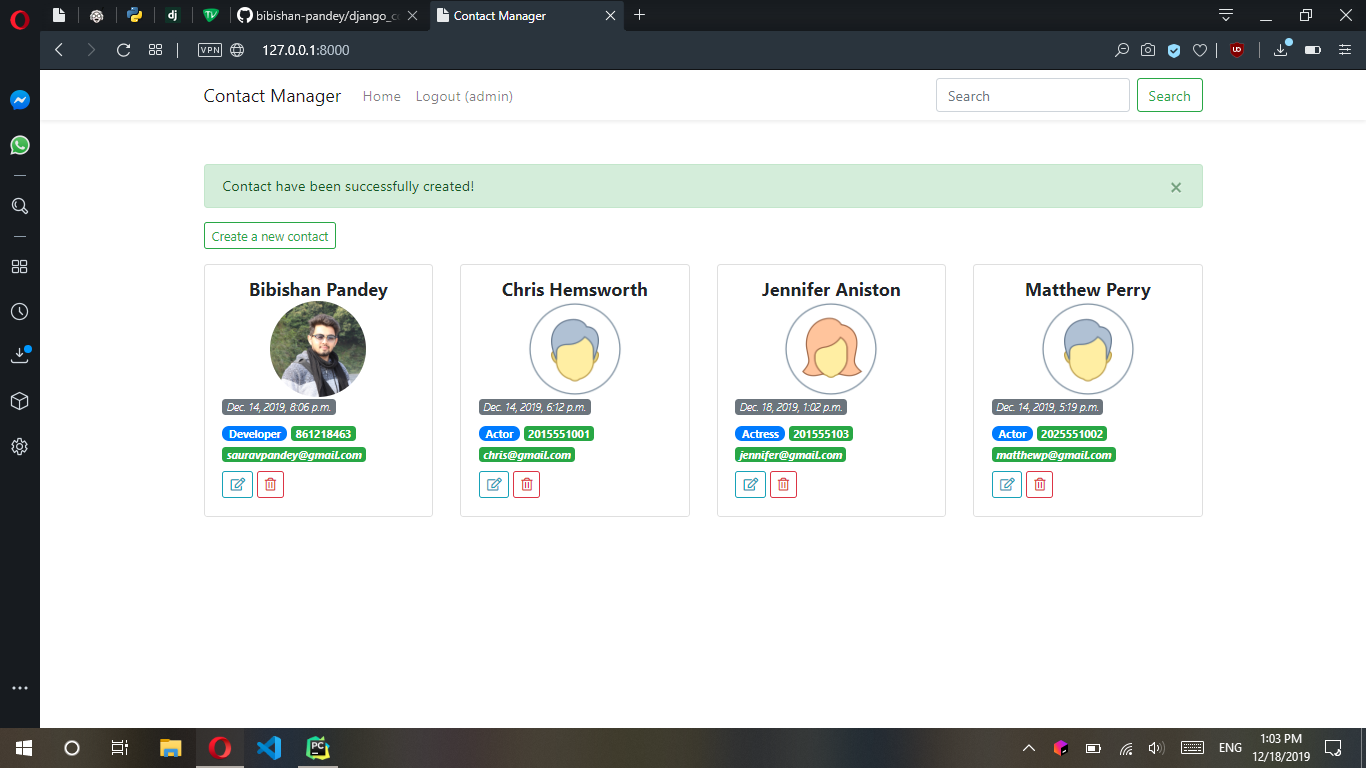 bibishan-pandey/django_c
Contact Manager
VPN
127.0.0.1:8000
Contact Manager Home Logout (admin) Search Search
Contact have been successfully created! ×
Create a new contact
Bibishan Pandey
Dec. 14, 2019, 8:06 p.m.
Developer 861218463
sauravpandey@gmail.com
Chris Hemsworth
Dec. 14, 2019, 6:12 p.m.
Actor 2015551001
chris@gmail.com
Jennifer Aniston
Dec. 18, 2019, 1:02 p.m.
Actress 201555103
jennifer@gmail.com
Matthew Perry
Dec. 14, 2019, 5:19 p.m.
Actor 2025551002
matthewp@gmail.com
ENG
1:03 PM
12/18/2019